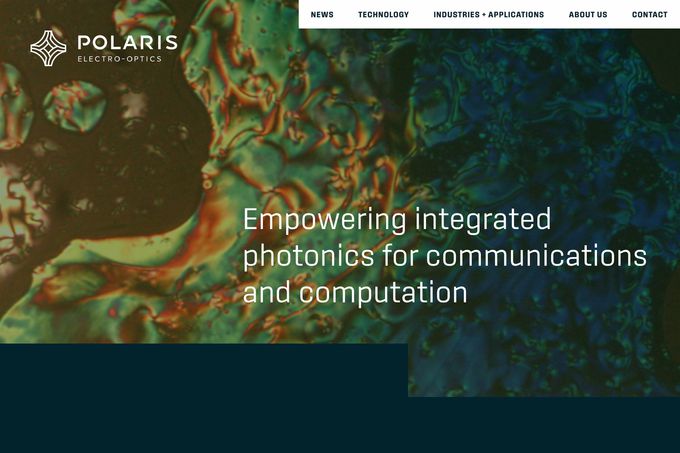 NEWS
TECHNOLOGY
INDUSTRIES + APPLICATIONS
ABOUT US
CONTACT
POLARIS
ELECTRO-OPTICS
Empowering integrated
photonics for communications
and computation